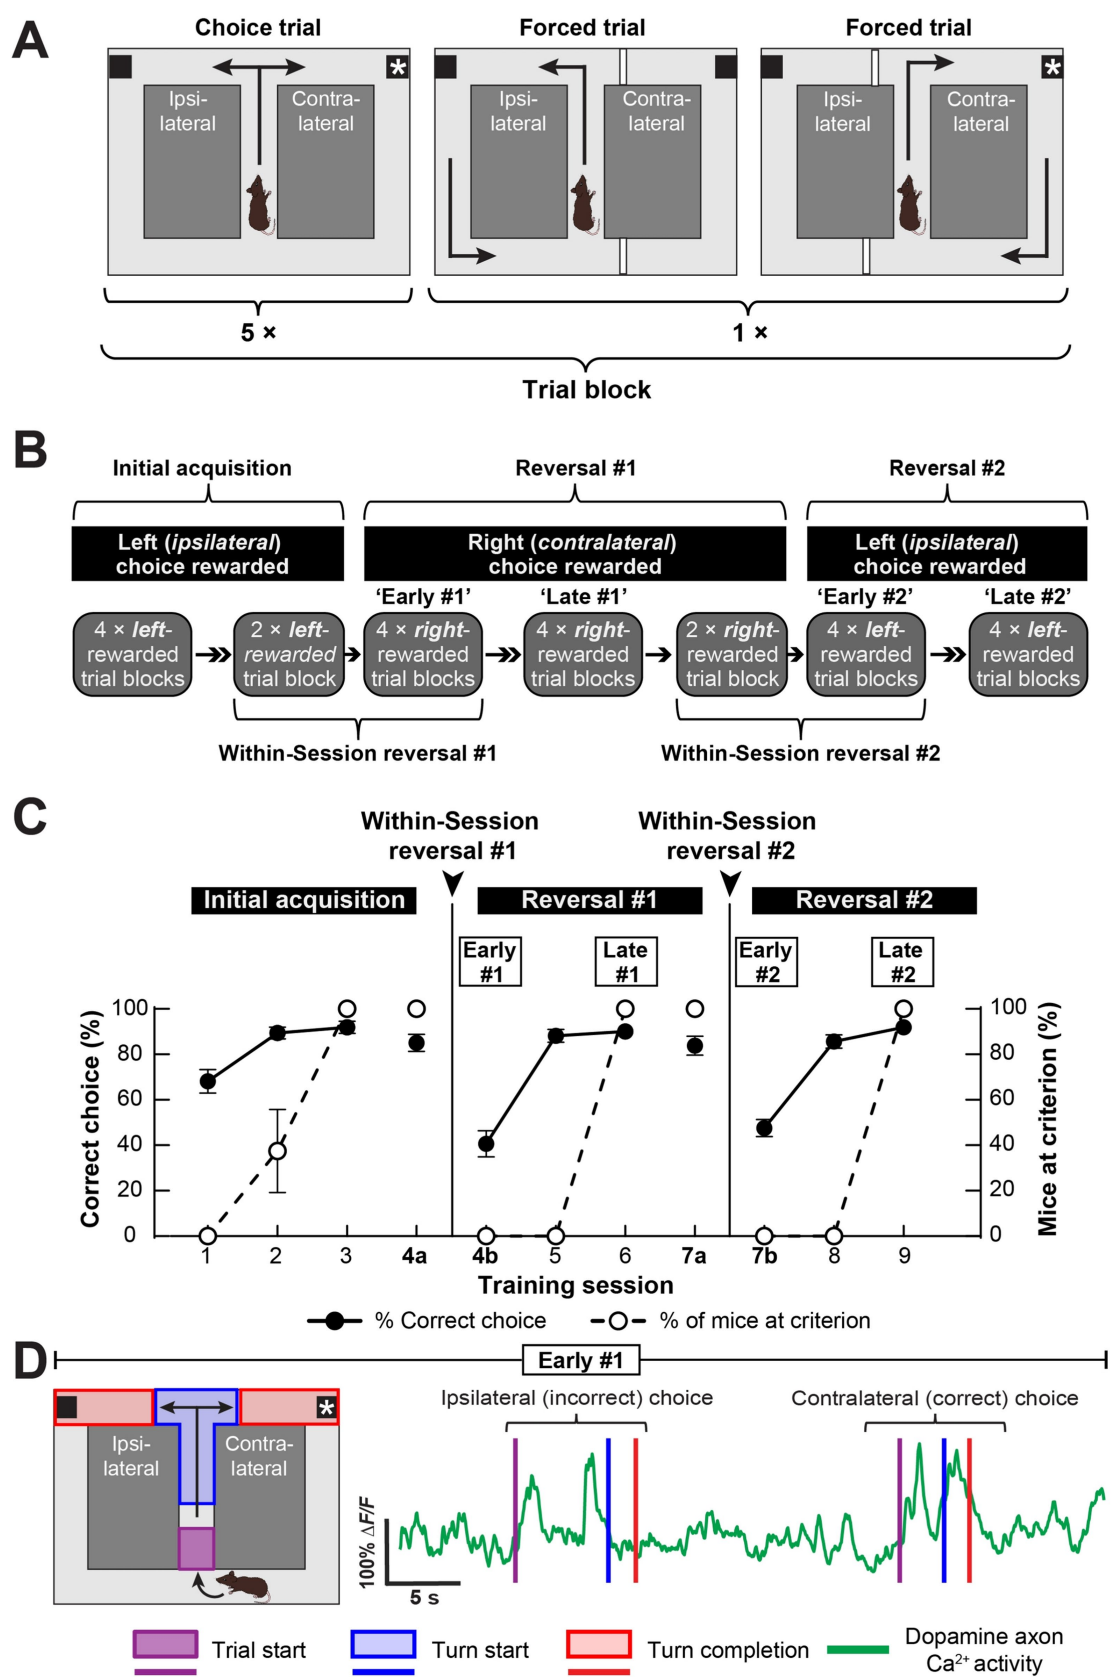 A
Choice trial
Forced trial
Forced trial
*
*
Ipsi-
lateral
Contra-
lateral
Ipsi-
lateral
Contra-
lateral
Ipsi-
lateral
Contra-
lateral
5 ×
1 ×
Trial block
B
Initial acquisition
Reversal #1
Reversal #2
Left (ipsilateral)
choice rewarded
Right (contralateral)
choice rewarded
Left (ipsilateral)
choice rewarded
‘Early #1’
‘Late #1’
‘Early #2’
‘Late #2’
4 × left-
rewarded
trial blocks
2 × left-
rewarded
trial block
4 × right-
rewarded
trial blocks
4 × right-
rewarded
trial blocks
2 × right-
rewarded
trial block
4 × left-
rewarded
trial blocks
4 × left-
rewarded
trial blocks
Within-Session reversal #1
Within-Session reversal #2
C
Within-Session
reversal #1
Within-Session
reversal #2
Initial acquisition
Reversal #1
Reversal #2
Early
#1
Late
#1
Early
#2
Late
#2
Correct choice (%)
100
80
60
40
20
0
100
80
60
40
20
0
Mice at criterion (%)
1
2
3
4a
4b
5
6
7a
7b
8
9
Training session
% Correct choice
% of mice at criterion
D
Early #1
Ipsilateral (incorrect) choice
Contralateral (correct) choice
*
Ipsi-
lateral
Contra-
lateral
100% ΔF/F
5 s
Trial start
Turn start
Turn completion
Dopamine axon
Ca²⁺ activity